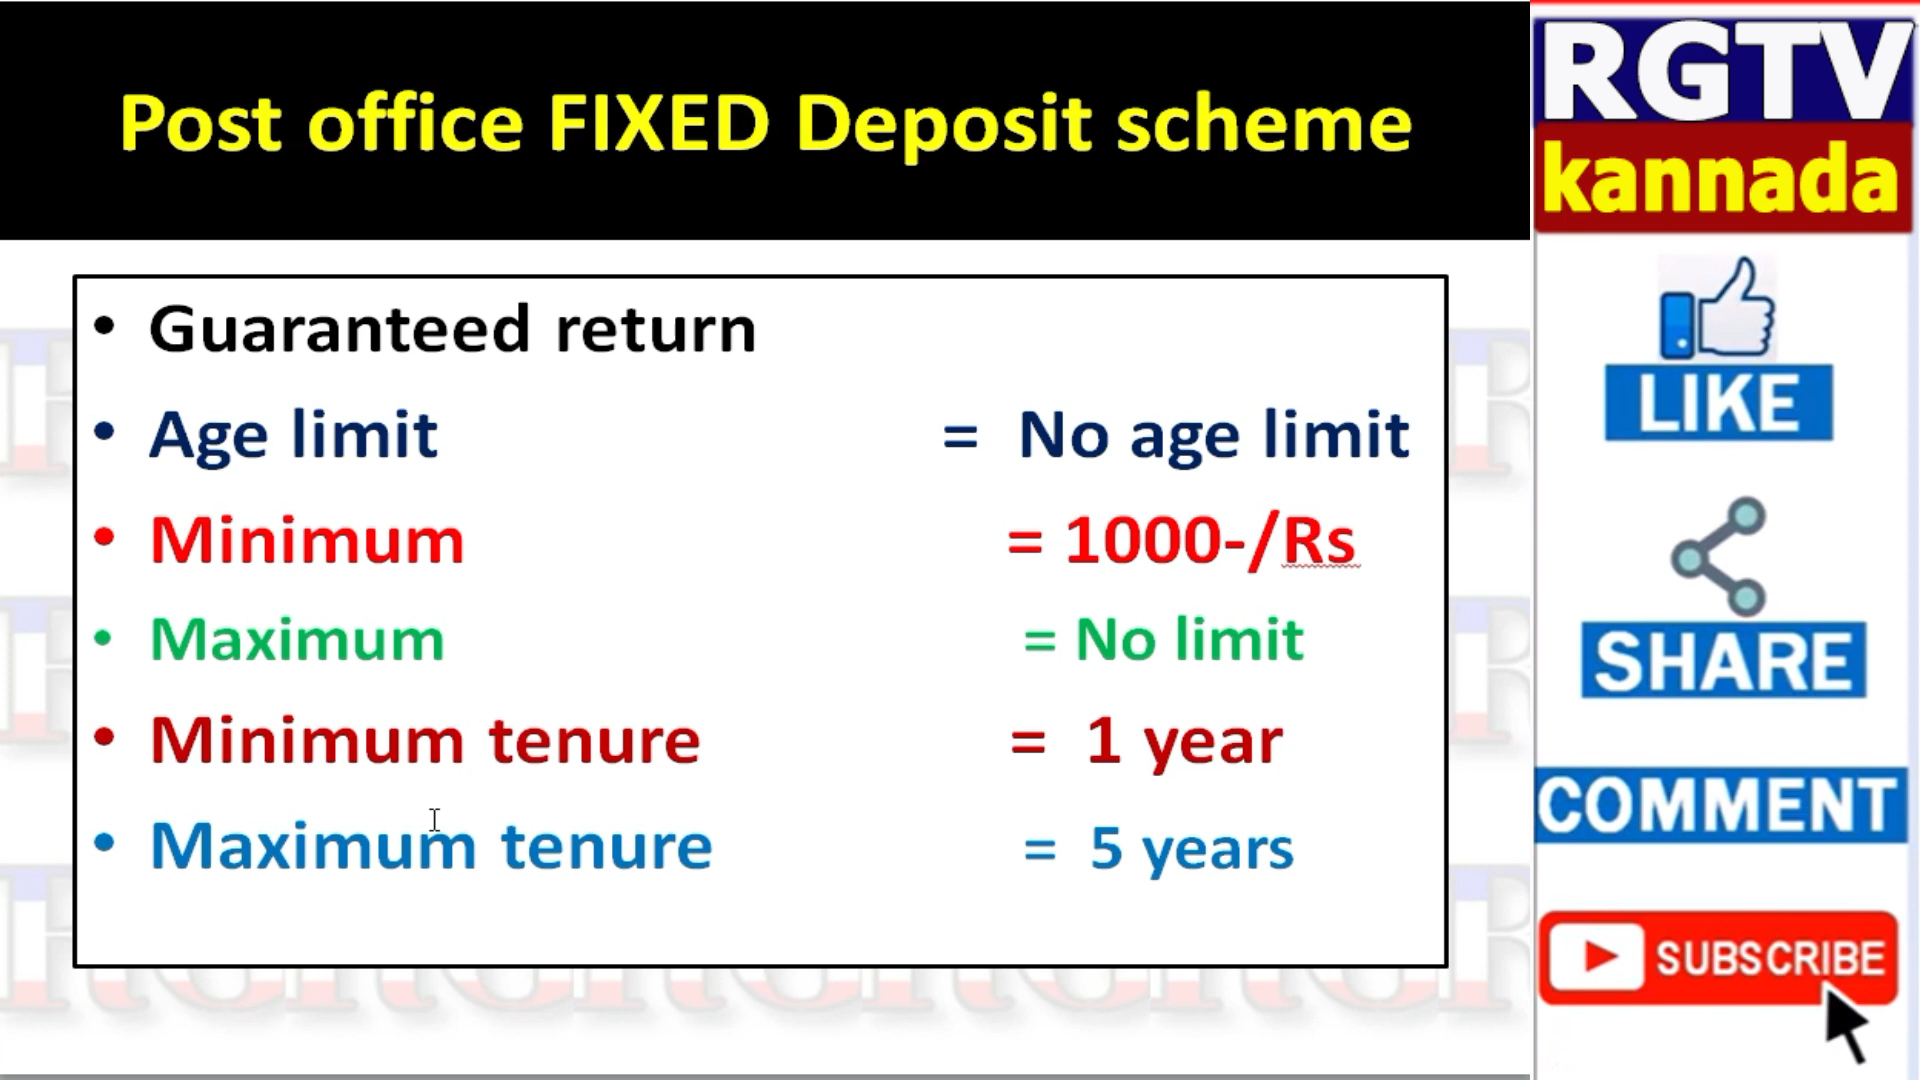 Post office FIXED Deposit scheme
• Guaranteed return
• Age limit = No age limit
• Minimum = 1000-/Rs
• Maximum = No limit
• Minimum tenure = 1 year
• Maximum tenure = 5 years
RGTV
kannada
LIKE
SHARE
COMMENT
SUBSCRIBE